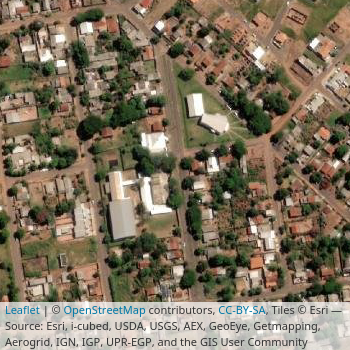 Leaflet | © OpenStreetMap contributors, CC-BY-SA, Tiles © Esri —
Source: Esri, i-cubed, USDA, USGS, AEX, GeoEye, Getmapping,
Aerogrid, IGN, IGP, UPR-EGP, and the GIS User Community